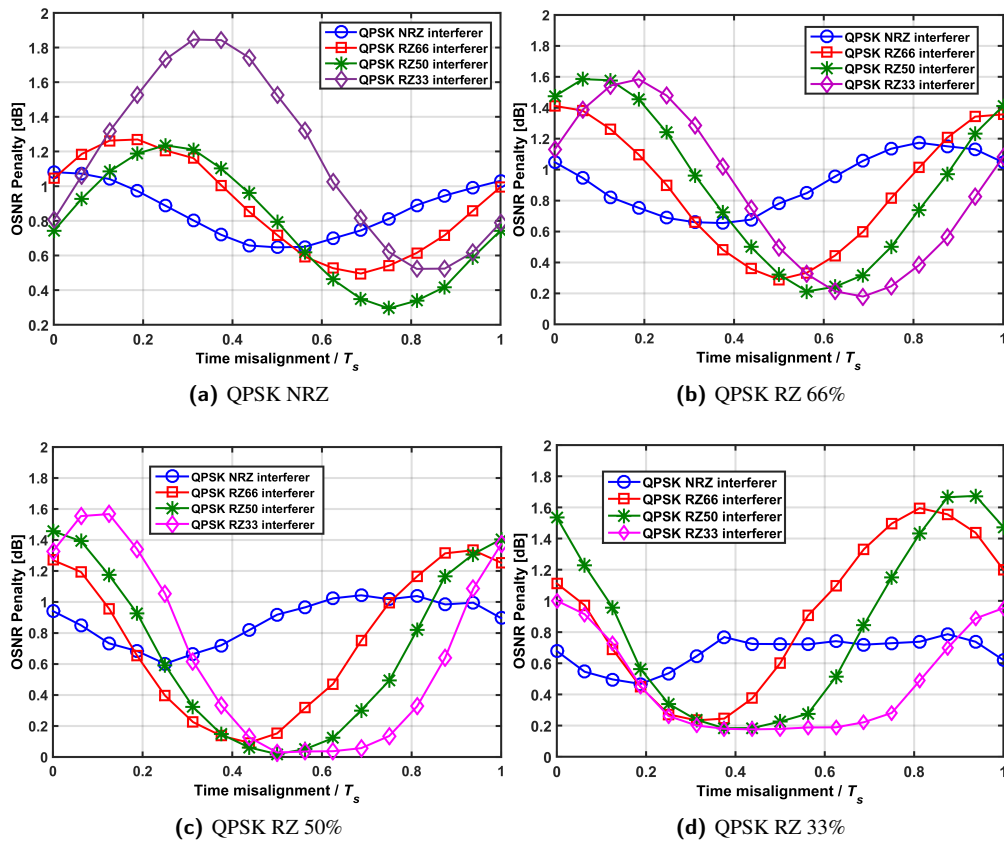 OSNR Penalty [dB]
2
1.8
1.6
1.4
1.2
1
0.8
0.6
0.4
0.2
QPSK NRZ interferer
QPSK RZ66 interferer
QPSK RZ50 interferer
QPSK RZ33 interferer
0 0.2 0.4 0.6 0.8 1
Time misalignment / Ts
(a) QPSK NRZ
OSNR Penalty [dB]
2
1.8
1.6
1.4
1.2
1
0.8
0.6
0.4
0.2
0
QPSK NRZ interferer
QPSK RZ66 interferer
QPSK RZ50 interferer
QPSK RZ33 interferer
0 0.2 0.4 0.6 0.8 1
Time misalignment / Ts
(b) QPSK RZ 66%
OSNR Penalty [dB]
2
1.8
1.6
1.4
1.2
1
0.8
0.6
0.4
0.2
0
QPSK NRZ interferer
QPSK RZ66 interferer
QPSK RZ50 interferer
QPSK RZ33 interferer
0 0.2 0.4 0.6 0.8 1
Time misalignment / Ts
(c) QPSK RZ 50%
OSNR Penalty [dB]
2
1.8
1.6
1.4
1.2
1
0.8
0.6
0.4
0.2
0
QPSK NRZ interferer
QPSK RZ66 interferer
QPSK RZ50 interferer
QPSK RZ33 interferer
0 0.2 0.4 0.6 0.8 1
Time misalignment / Ts
(d) QPSK RZ 33%